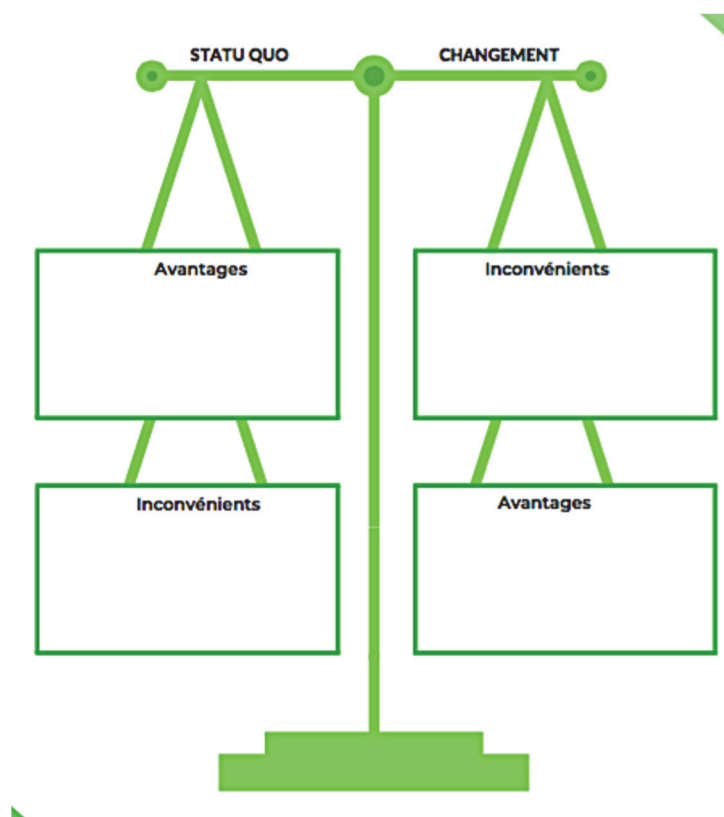 STATU QUO
CHANGEMENT
Avantages
Inconvénients
Inconvénients
Avantages